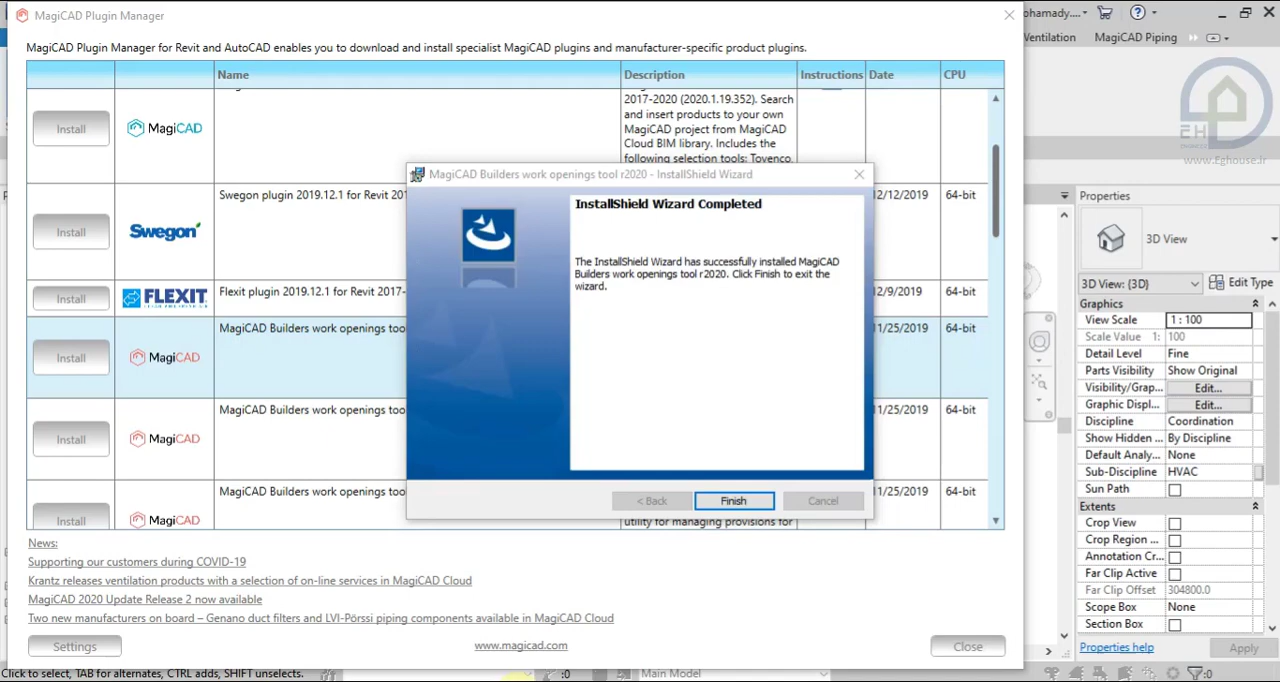 MagiCAD Plugin Manager
MagiCAD Plugin Manager for Revit and AutoCAD enables you to download and install specialist MagiCAD plugins and manufacturer-specific product plugins.
Name Description Instructions Date CPU
Install MagiCAD
2017-2020 (2020.1.19.352). Search
and insert products to your own
MagiCAD project from MagiCAD
Cloud BIM library. Includes the
following selection tools: Tovenco,
Install Swegon Swegon plugin 2019.12.1 for Revit 201 2/12/2019 64-bit
Install FLEXIT Flexit plugin 2019.12.1 for Revit 2017- 2/9/2019 64-bit
Install MagiCAD MagiCAD Builders work openings too 1/25/2019 64-bit
Install MagiCAD MagiCAD Builders work openings too 1/25/2019 64-bit
Install MagiCAD MagiCAD Builders work openings too 1/25/2019 64-bit
utility for managing provisions for
MagiCAD Builders work openings tool r2020 - InstallShield Wizard
InstallShield Wizard Completed
The InstallShield Wizard has successfully installed MagiCAD
Builders work openings tool r2020. Click Finish to exit the
wizard.
< Back Finish Cancel
News:
Supporting our customers during COVID-19
Krantz releases ventilation products with a selection of on-line services in MagiCAD Cloud
MagiCAD 2020 Update Release 2 now available
Two new manufacturers on board – Genano duct filters and LVI-Pörssi piping components available in MagiCAD Cloud
Settings www.magicad.com Close
Click to select, TAB for alternates, CTRL adds, SHIFT unselects. :0 Main Model :0
ohamady....
Ventilation MagiCAD Piping
EH
www.Eghouse.ir
Properties
3D View
3D View: {3D} Edit Type
Graphics
View Scale 1 : 100
Scale Value 1: 100
Detail Level Fine
Parts Visibility Show Original
Visibility/Grap... Edit...
Graphic Displ... Edit...
Discipline Coordination
Show Hidden ... By Discipline
Default Analy... None
Sub-Discipline HVAC
Sun Path
Extents
Crop View
Crop Region ...
Annotation Cr...
Far Clip Active
Far Clip Offset 304800.0
Scope Box None
Section Box
Properties help Apply